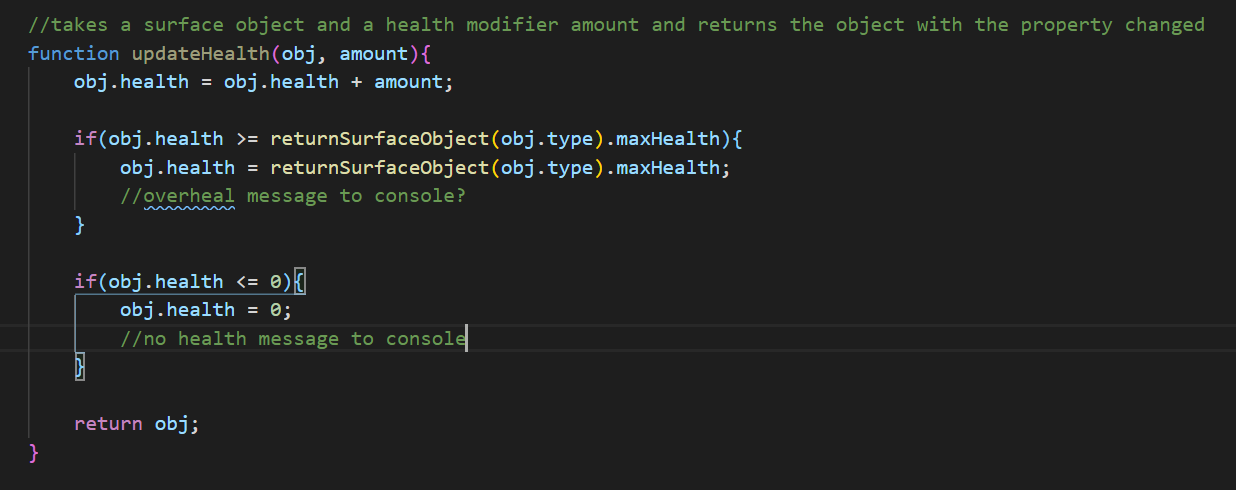 //takes a surface object and a health modifier amount and returns the object with the property changed
function updateHealth(obj, amount){
    obj.health = obj.health + amount;

    if(obj.health >= returnSurfaceObject(obj.type).maxHealth){
        obj.health = returnSurfaceObject(obj.type).maxHealth;
        //overheal message to console?
    }

    if(obj.health <= 0){
        obj.health = 0;
        //no health message to console
    }

    return obj;
}